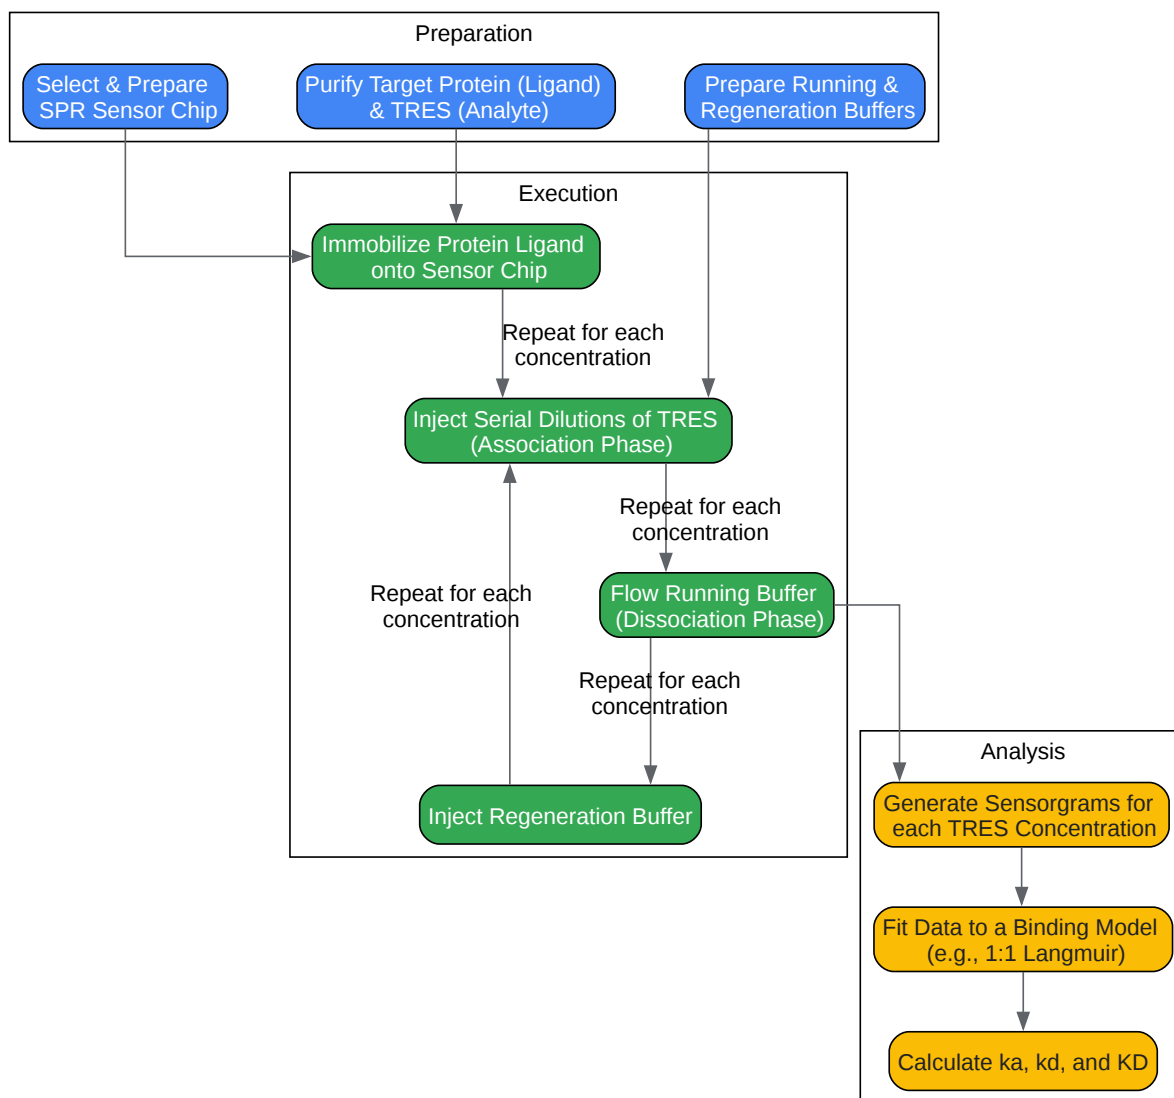 Preparation
Select & Prepare
SPR Sensor Chip
Purify Target Protein (Ligand)
& TRES (Analyte)
Prepare Running &
Regeneration Buffers
Execution
Immobilize Protein Ligand
onto Sensor Chip
Repeat for each
concentration
Inject Serial Dilutions of TRES
(Association Phase)
Repeat for each
concentration
Flow Running Buffer
(Dissociation Phase)
Repeat for each
concentration
Repeat for each
concentration
Inject Regeneration Buffer
Analysis
Generate Sensorgrams for
each TRES Concentration
Fit Data to a Binding Model
(e.g., 1:1 Langmuir)
Calculate ka, kd, and KD